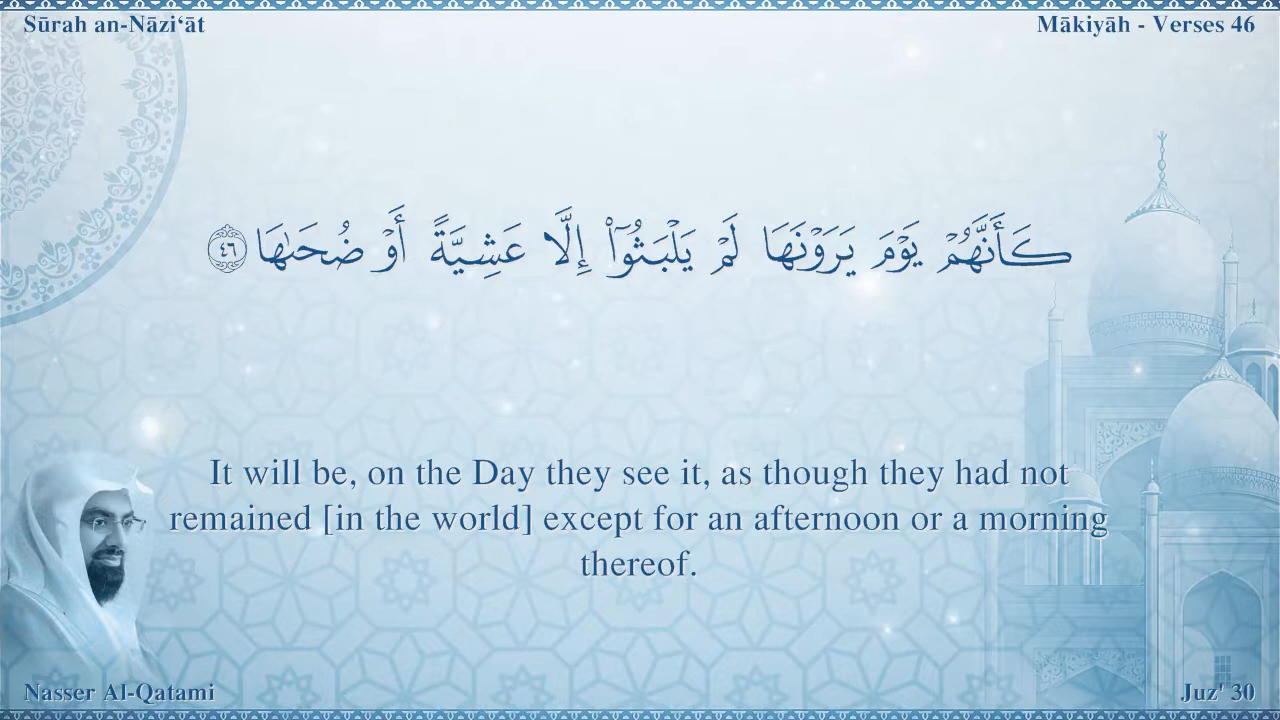 Sūrah an-Nāzi‘āt
Mākiyāh - Verses 46
كَأَنَّهُمْ يَوْمَ يَرَوْنَهَا لَمْ يَلْبَثُوٓا۟ إِلَّا عَشِيَّةً أَوْ ضُحَىٰهَا ٤٦
It will be, on the Day they see it, as though they had not
remained [in the world] except for an afternoon or a morning
thereof.
Nasser Al-Qatami
Juz' 30